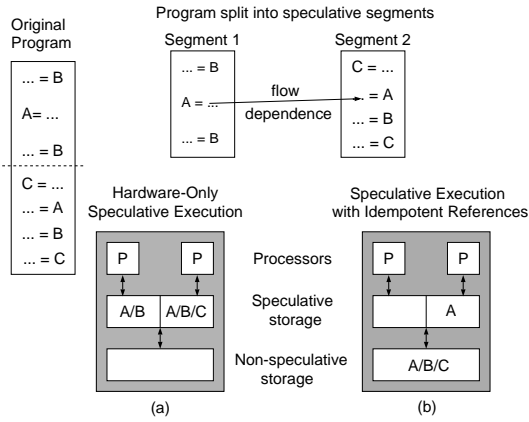 Original
Program
... = B
A= ...
... = B
C = ...
... = A
... = B
... = C
Program split into speculative segments
Segment 1
... = B
A = ...
... = B
flow
dependence
Segment 2
C = ...
... = A
... = B
... = C
Hardware-Only
Speculative Execution
P
P
A/B
A/B/C
(a)
Processors
Speculative
storage
Non-speculative
storage
Speculative Execution
with Idempotent References
P
P
A
A/B/C
(b)